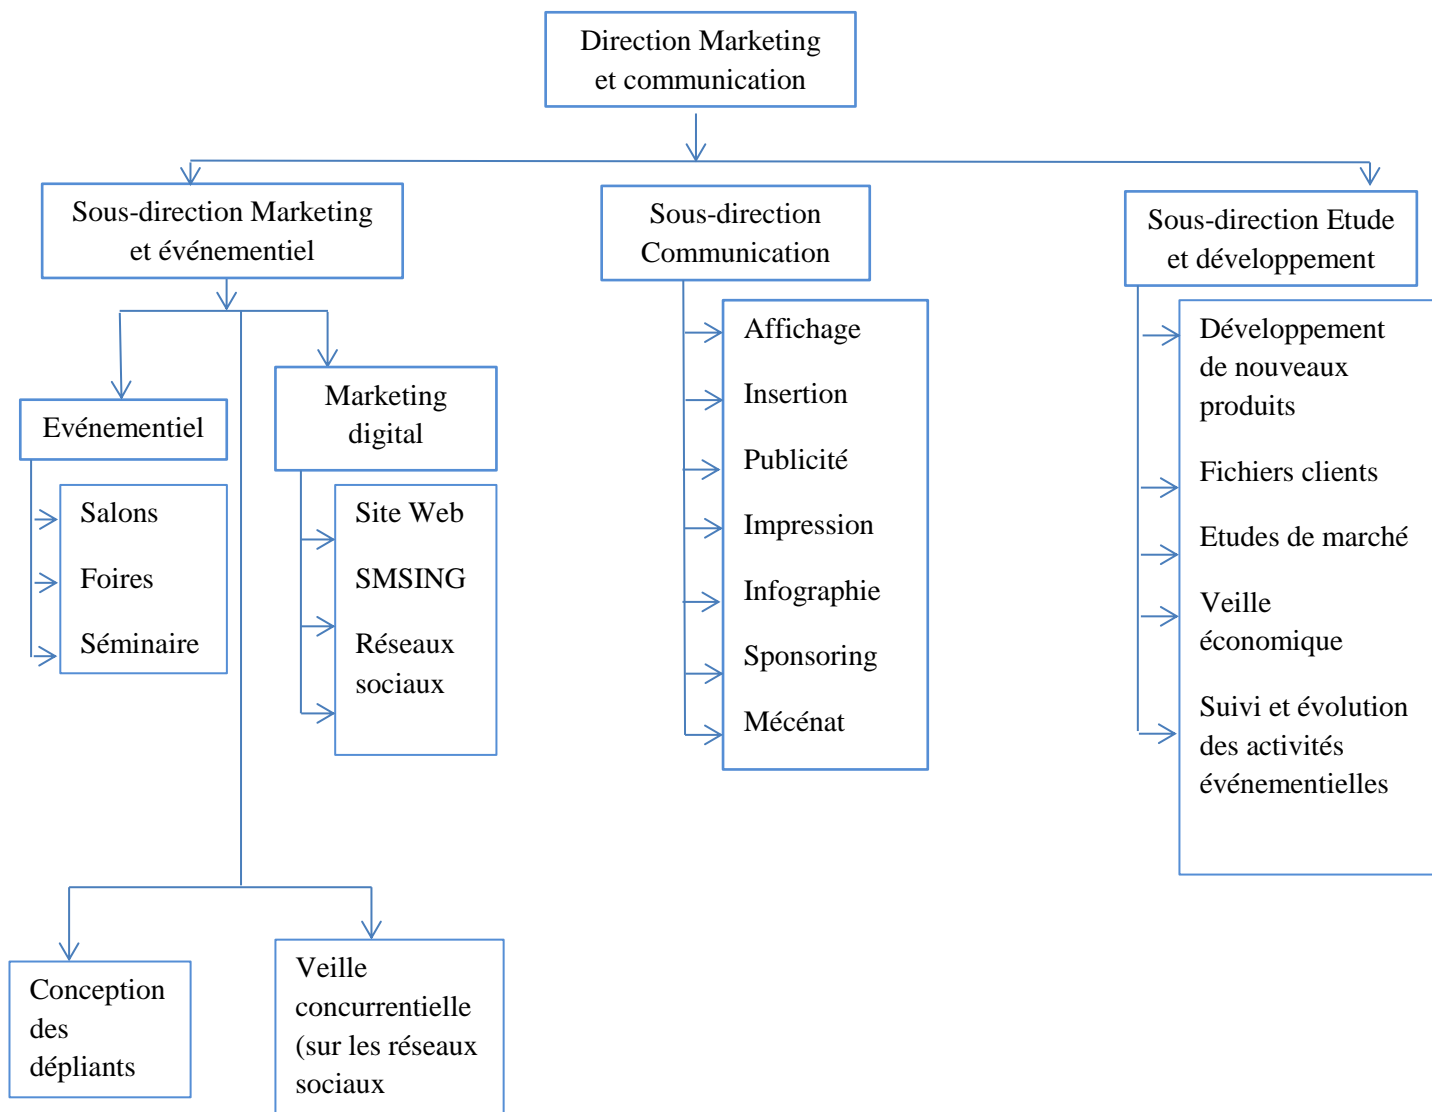 Direction Marketing
et communication
Sous-direction Marketing
et événementiel
Sous-direction
Communication
Sous-direction Etude
et développement
Evénementiel
Salons
Foires
Séminaire
Marketing
digital
Site Web
SMSING
Réseaux
sociaux
Affichage
Insertion
Publicité
Impression
Infographie
Sponsoring
Mécénat
Développement
de nouveaux
produits
Fichiers clients
Etudes de marché
Veille
économique
Suivi et évolution
des activités
événementielles
Conception
des
dépliants
Veille
concurrentielle
(sur les réseaux
sociaux